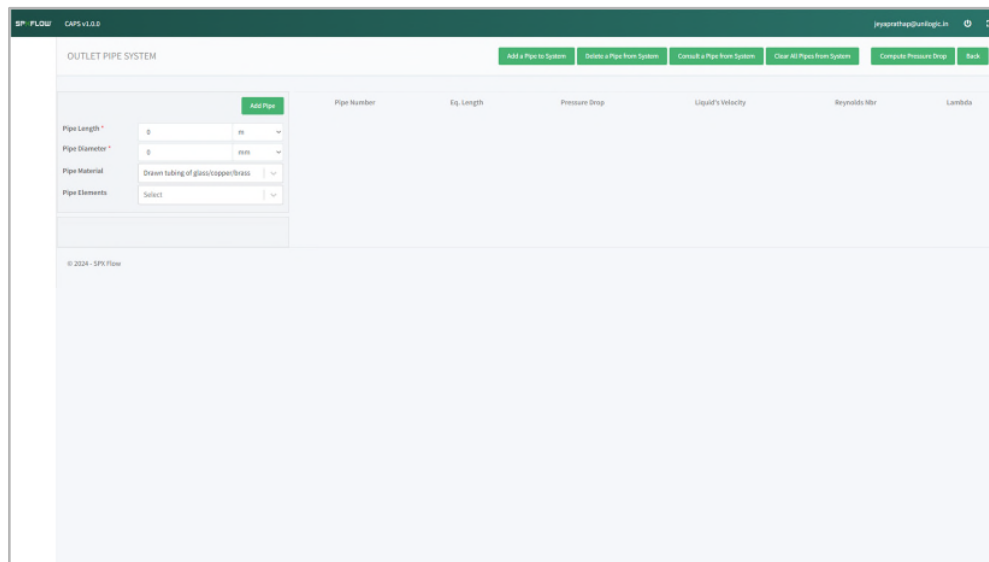 SPXFLOW CAPS v1.0.0 jeyaprathap@unilogic.in
OUTLET PIPE SYSTEM Add a Pipe to System Delete a Pipe from System Consult a Pipe from System Clear All Pipes from System Compute Pressure Drop Back
Add Pipe Pipe Number Eq. Length Pressure Drop Liquid's Velocity Reynolds Nbr Lambda
Pipe Length * 0 m
Pipe Diameter * 0 mm
Pipe Material Drawn tubing of glass/copper/brass
Pipe Elements Select
© 2024 - SPX Flow